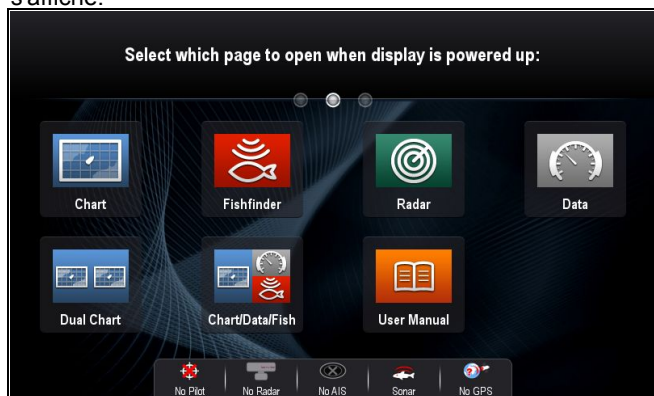 s'affiche.
Select which page to open when display is powered up:
Chart
Fishfinder
Radar
Data
Dual Chart
Chart/Data/Fish
User Manual
No Pilot
No Radar
No AIS
Sonar
No GPS